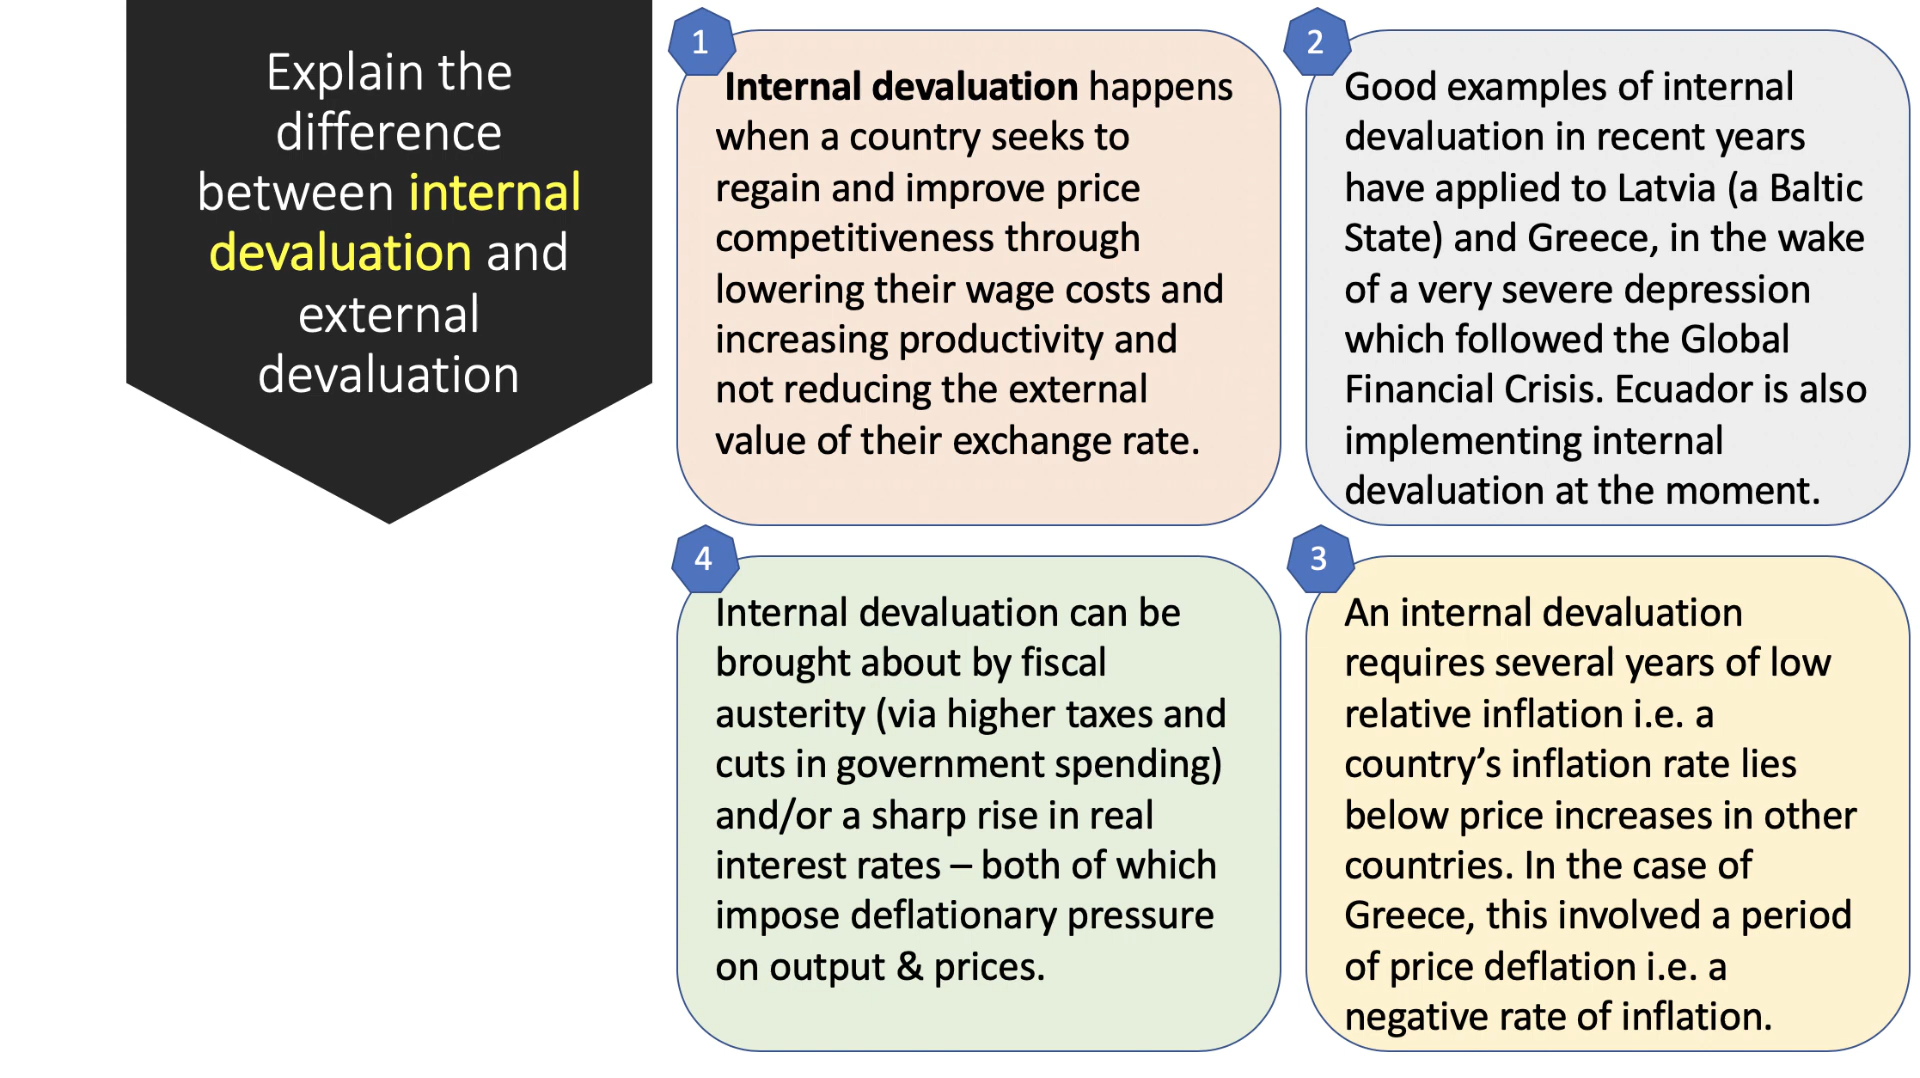 Explain the
difference
between internal
devaluation and
external
devaluation
1
Internal devaluation happens
when a country seeks to
regain and improve price
competitiveness through
lowering their wage costs and
increasing productivity and
not reducing the external
value of their exchange rate.
2
Good examples of internal
devaluation in recent years
have applied to Latvia (a Baltic
State) and Greece, in the wake
of a very severe depression
which followed the Global
Financial Crisis. Ecuador is also
implementing internal
devaluation at the moment.
3
An internal devaluation
requires several years of low
relative inflation i.e. a
country’s inflation rate lies
below price increases in other
countries. In the case of
Greece, this involved a period
of price deflation i.e. a
negative rate of inflation.
4
Internal devaluation can be
brought about by fiscal
austerity (via higher taxes and
cuts in government spending)
and/or a sharp rise in real
interest rates – both of which
impose deflationary pressure
on output & prices.